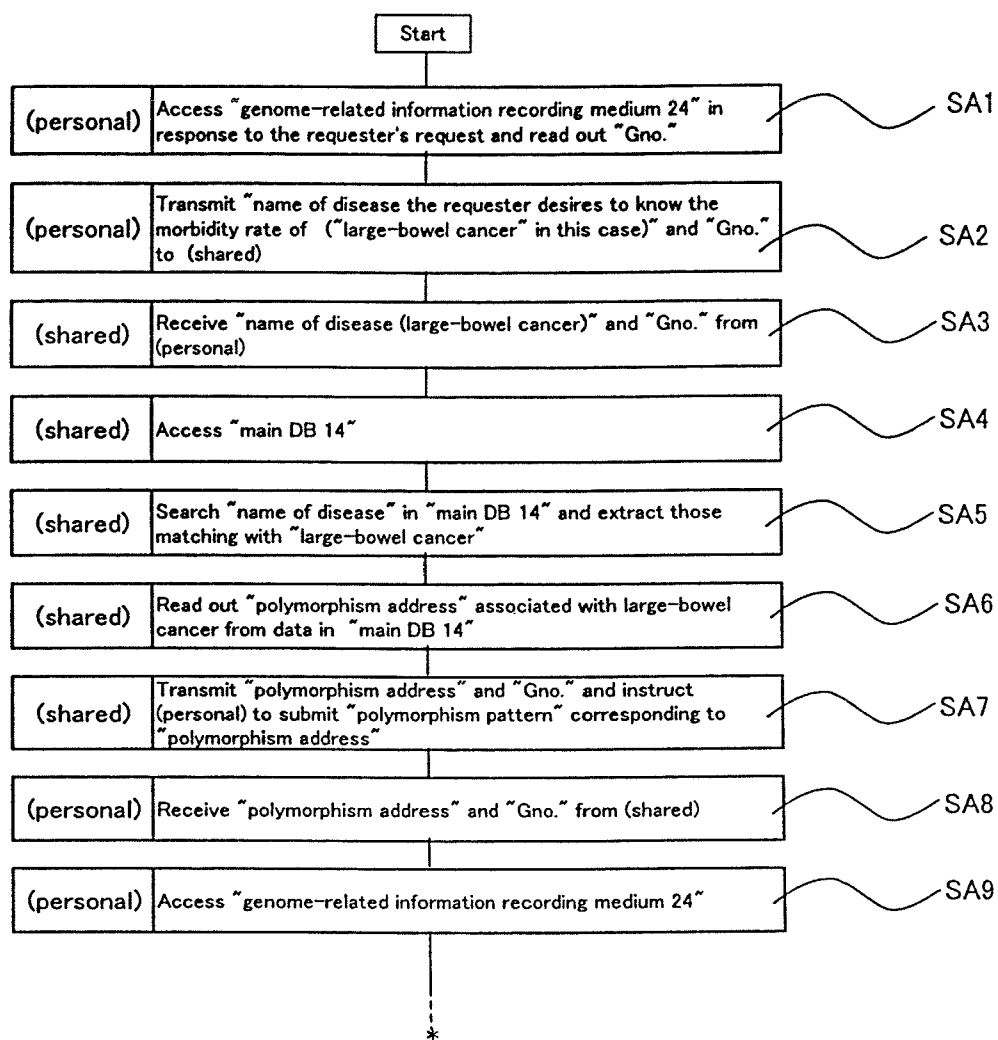 Start
(personal)
Access "genome-related information recording medium 24" in
response to the requester's request and read out "Gno."
SA1
(personal)
Transmit "name of disease the requester desires to know the
morbidity rate of ("large-bowel cancer" in this case)" and "Gno."
to (shared)
SA2
(shared)
Receive "name of disease (large-bowel cancer)" and "Gno." from
(personal)
SA3
(shared)
Access "main DB 14"
SA4
(shared)
Search "name of disease" in "main DB 14" and extract those
matching with "large-bowel cancer"
SA5
(shared)
Read out "polymorphism address" associated with large-bowel
cancer from data in "main DB 14"
SA6
(shared)
Transmit "polymorphism address" and "Gno." and instruct
(personal) to submit "polymorphism pattern" corresponding to
"polymorphism address"
SA7
(personal)
Receive "polymorphism address" and "Gno." from (shared)
SA8
(personal)
Access "genome-related information recording medium 24"
SA9
*